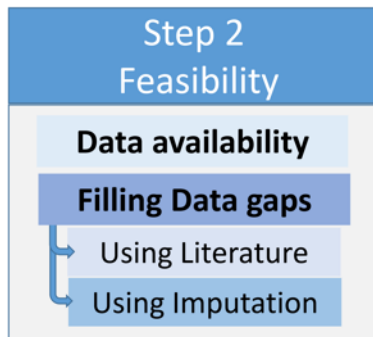 Step 2
Feasibility
Data availability
Filling Data gaps
Using Literature
Using Imputation